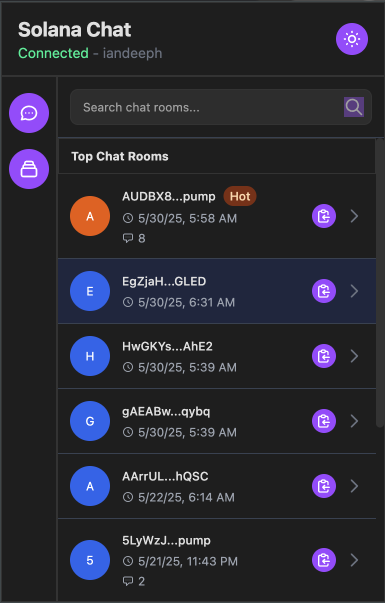 Solana Chat
Connected - iandeeph
Search chat rooms...
Top Chat Rooms
A
AUDBX8...pump Hot
5/30/25, 5:58 AM
8
E
EgZjaH...GLED
5/30/25, 6:31 AM
H
HwGKYs...AhE2
5/30/25, 5:39 AM
G
gAEABw...qybq
5/30/25, 5:39 AM
A
AArrUL...hQSC
5/22/25, 6:14 AM
5
5LyWzJ...pump
5/21/25, 11:43 PM
2